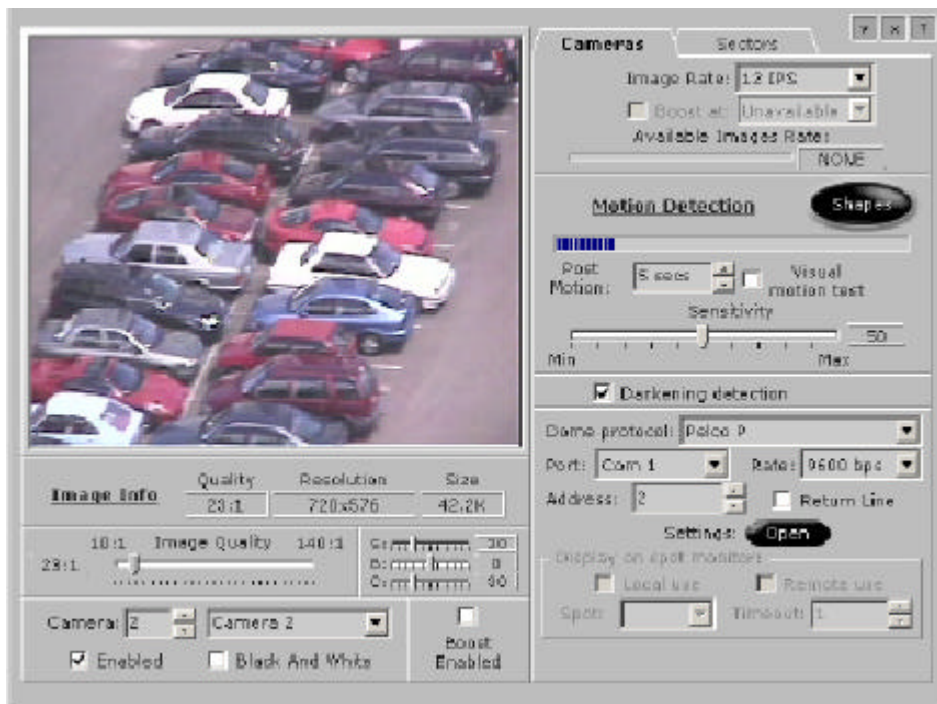 Cameras
Sectors
Image Rate:
Boost at: Unavailable
Available Images Rate:
NONE
Motion Detection
Shapes
Post Motion: 5 secs
Visual motion test
Sensitivity
50
Min
Max
Darkening detection
Dome protocol: Pelco P
Port: Com 1
Rate: 9600 bps
Address: 2
Return Line
Settings: Open
Display on spot monitors
Local use
Remote use
Spot:
Timeout: 1
Image Info
Quality
Resolution
Size
23:1
720x576
42.2K
10:1 Image Quality 140:1
23:1
Camera: 2
Camera 2
Enabled
Black And White
Boost Enabled